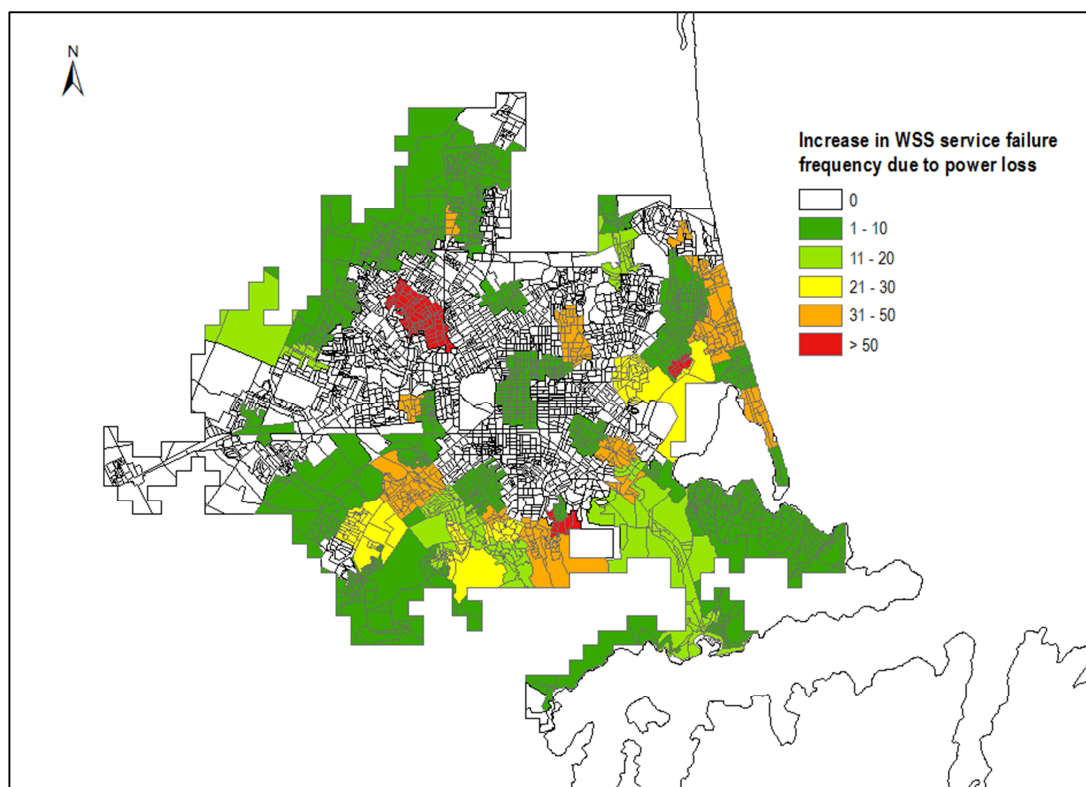 N
Increase in WSS service failure
frequency due to power loss
0
1 - 10
11 - 20
21 - 30
31 - 50
> 50